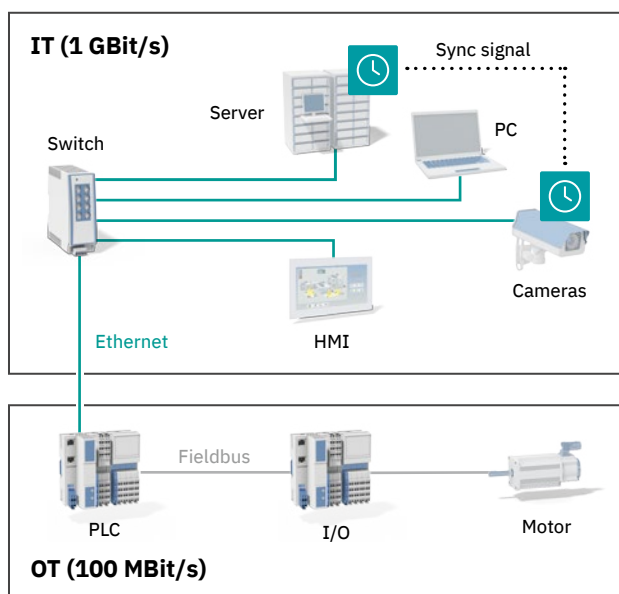 IT (1 GBit/s)
Sync signal
Server
PC
Switch
Cameras
Ethernet
HMI
Fieldbus
PLC
I/O
Motor
OT (100 MBit/s)